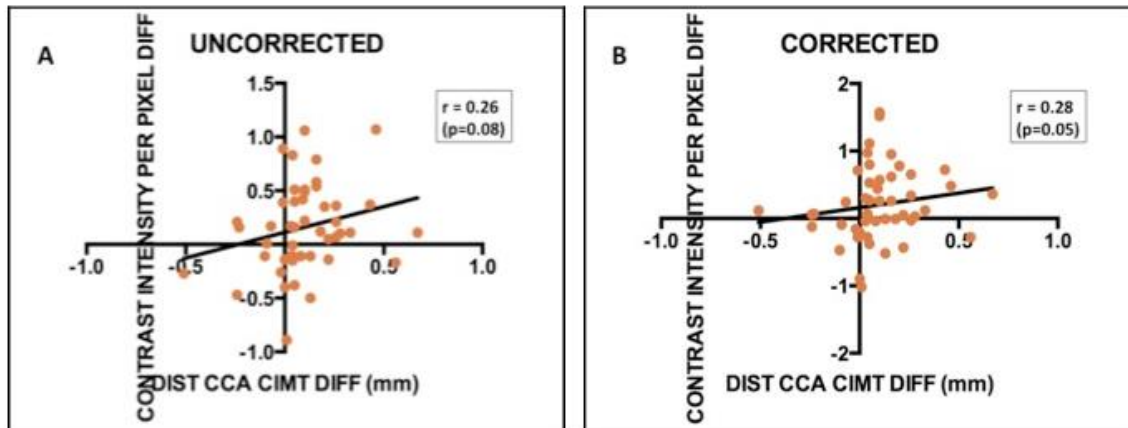 A
UNCORRECTED
CONTRAST INTENSITY PER PIXEL DIFF
1.5
1.0
0.5
-0.5
-1.0
-1.0
-0.5
0.5
1.0
r = 0.26
(p=0.08)
DIST CCA CIMT DIFF (mm)
B
CORRECTED
CONTRAST INTENSITY PER PIXEL DIFF
2
1
-1
-2
-1.0
-0.5
0.5
1.0
r = 0.28
(p=0.05)
DIST CCA CIMT DIFF (mm)